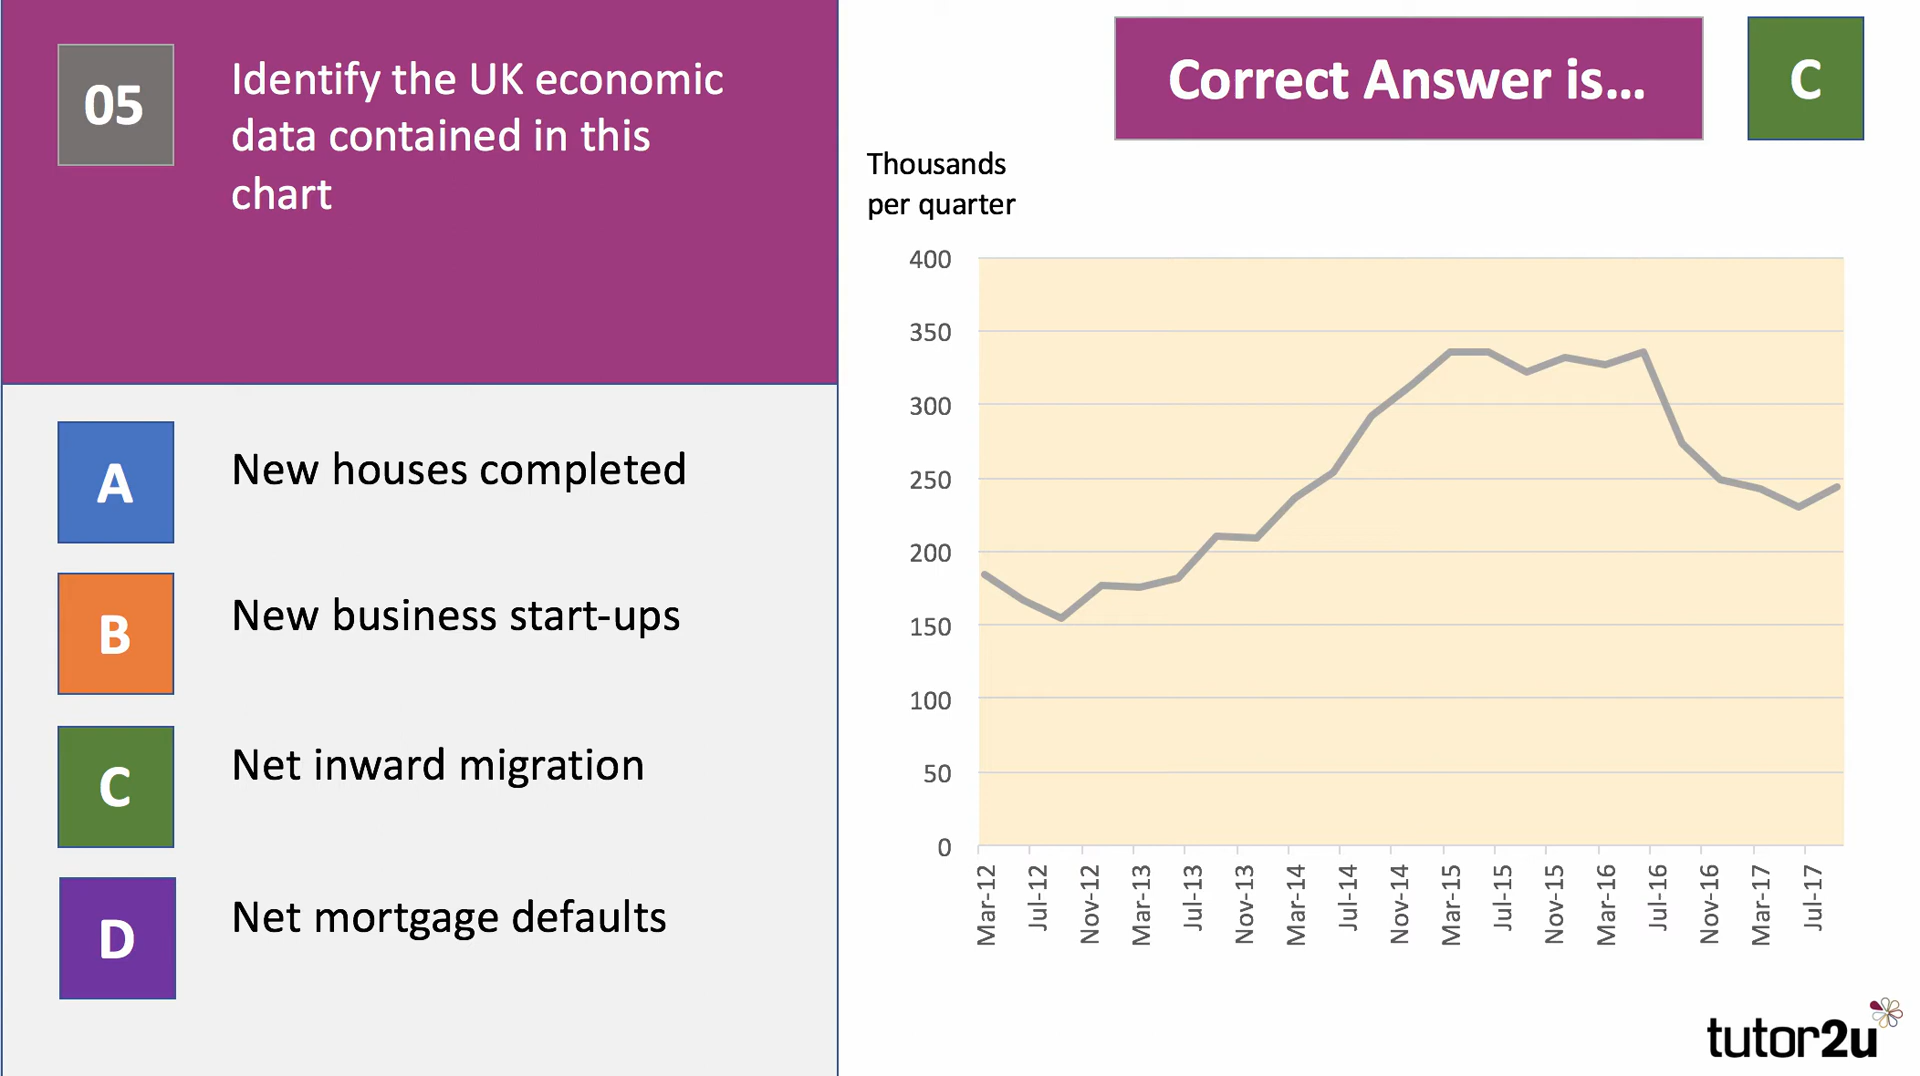 05
Identify the UK economic
data contained in this
chart
A
New houses completed
B
New business start-ups
C
Net inward migration
D
Net mortgage defaults
Correct Answer is...
C
Thousands
per quarter
400
350
300
250
200
150
100
50
0
Mar-12
Jul-12
Nov-12
Mar-13
Jul-13
Nov-13
Mar-14
Jul-14
Nov-14
Mar-15
Jul-15
Nov-15
Mar-16
Jul-16
Nov-16
Mar-17
Jul-17
tutor2u